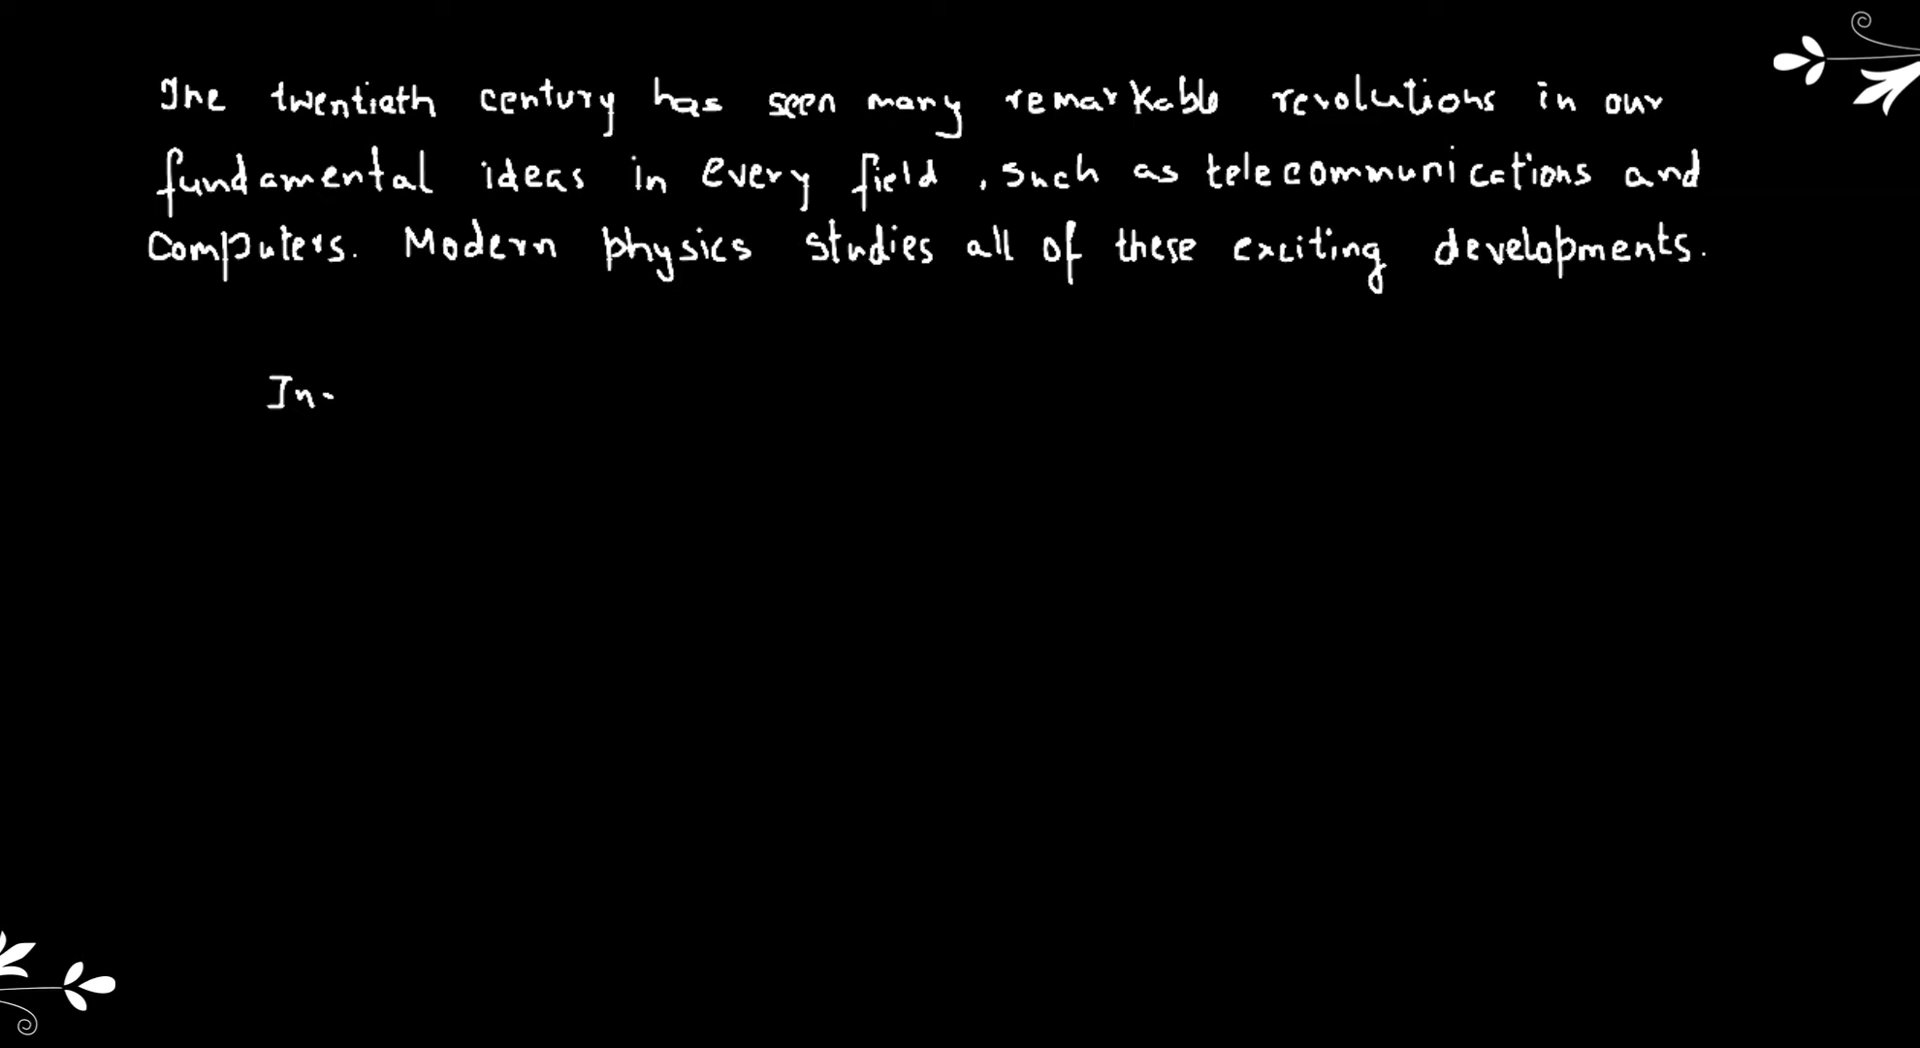 The twentieth century has seen many remarkable revolutions in our
fundamental ideas in every field, such as telecommunications and
Computers. Modern physics studies all of these exciting developments.
In